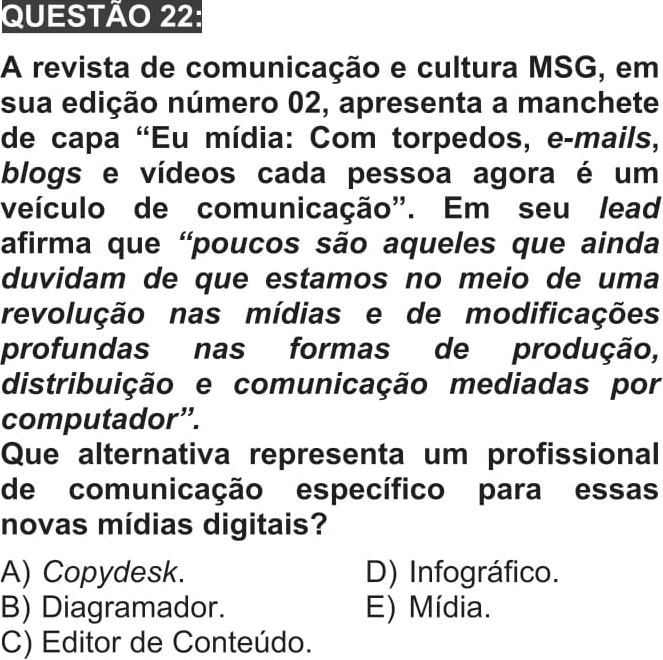 QUESTÃO 22:
A revista de comunicação e cultura MSG, em
sua edição número 02, apresenta a manchete
de capa “Eu mídia: Com torpedos, e-mails,
blogs e vídeos cada pessoa agora é um
veículo de comunicação”. Em seu lead
afirma que “poucos são aqueles que ainda
duvidam de que estamos no meio de uma
revolução nas mídias e de modificações
profundas nas formas de produção,
distribuição e comunicação mediadas por
computador”.
Que alternativa representa um profissional
de comunicação específico para essas
novas mídias digitais?
A) Copydesk.
B) Diagramador.
C) Editor de Conteúdo.
D) Infográfico.
E) Mídia.